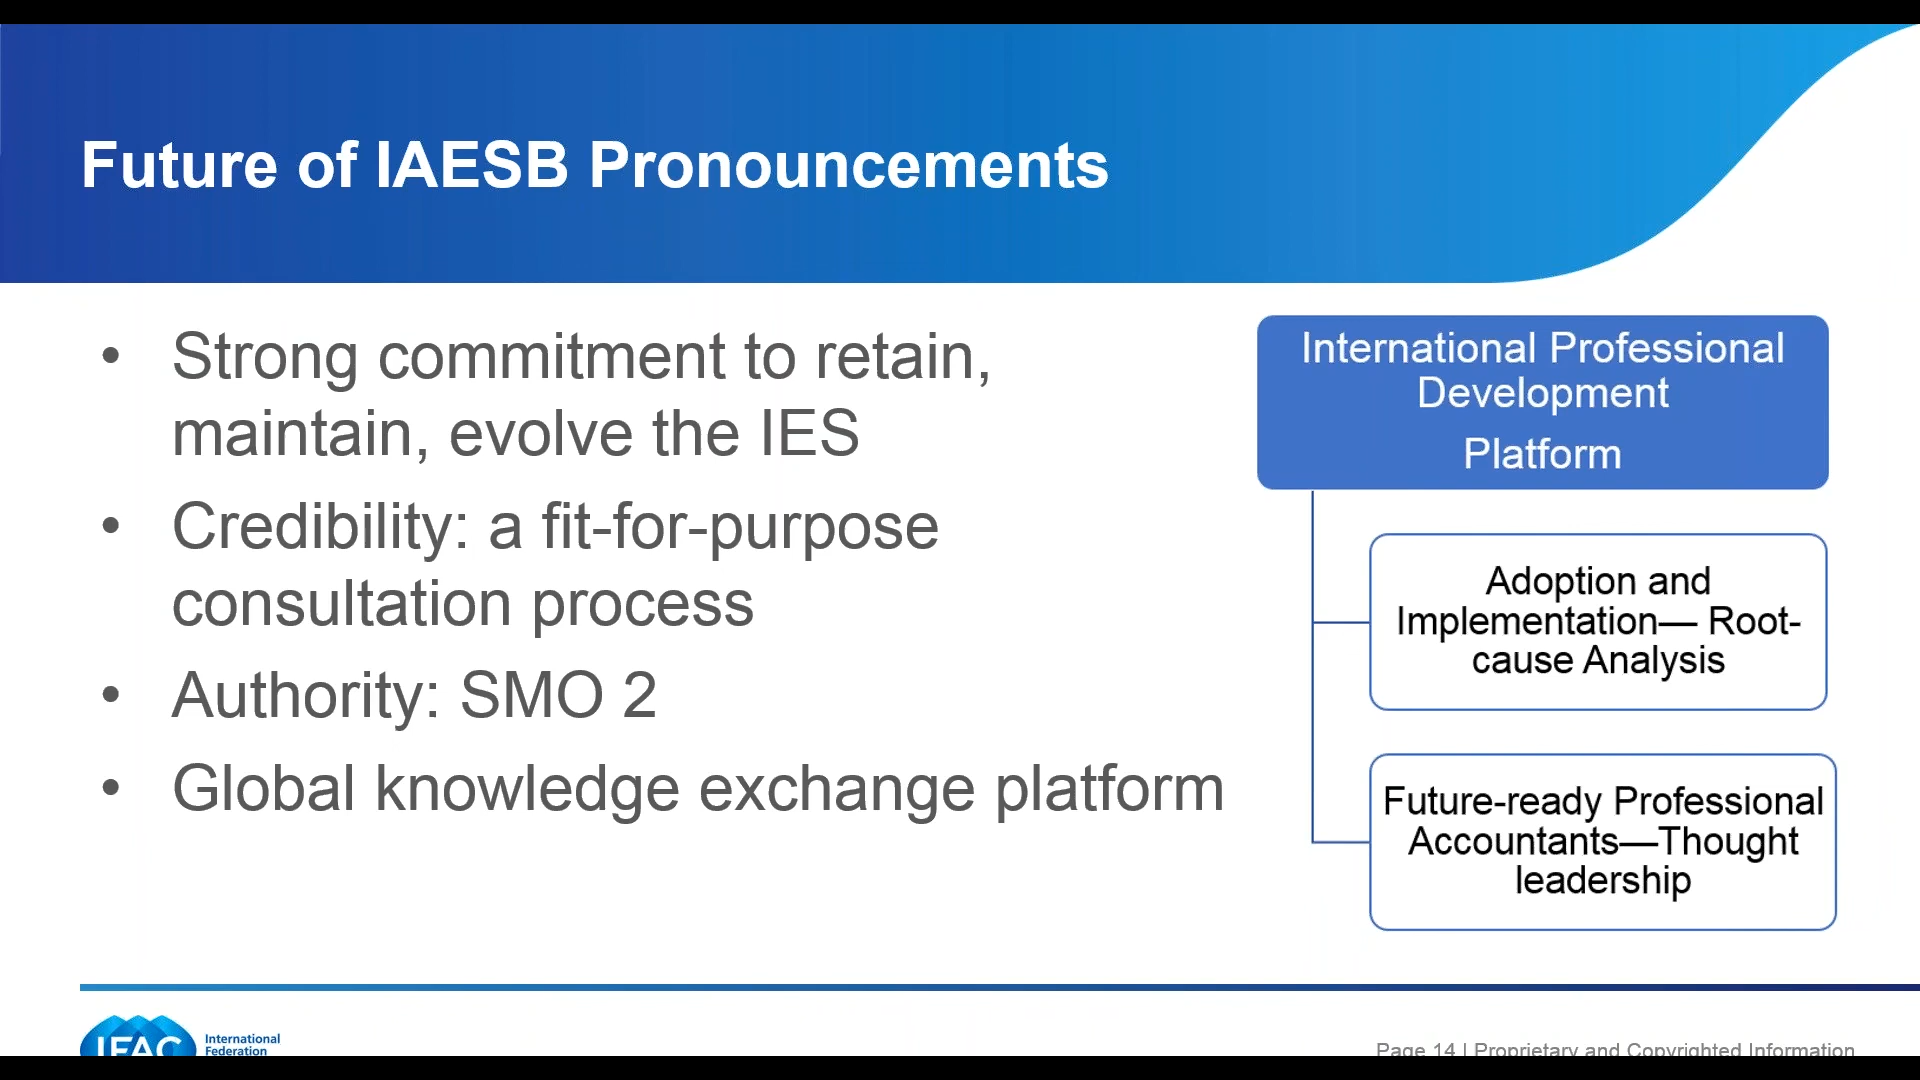 Future of IAESB Pronouncements
• Strong commitment to retain,
maintain, evolve the IES
• Credibility: a fit-for-purpose
consultation process
• Authority: SMO 2
• Global knowledge exchange platform
International Professional
Development
Platform
Adoption and
Implementation— Root-
cause Analysis
Future-ready Professional
Accountants—Thought
leadership
IFAC
International
Federation
Page 14 | Proprietary and Copyrighted Information